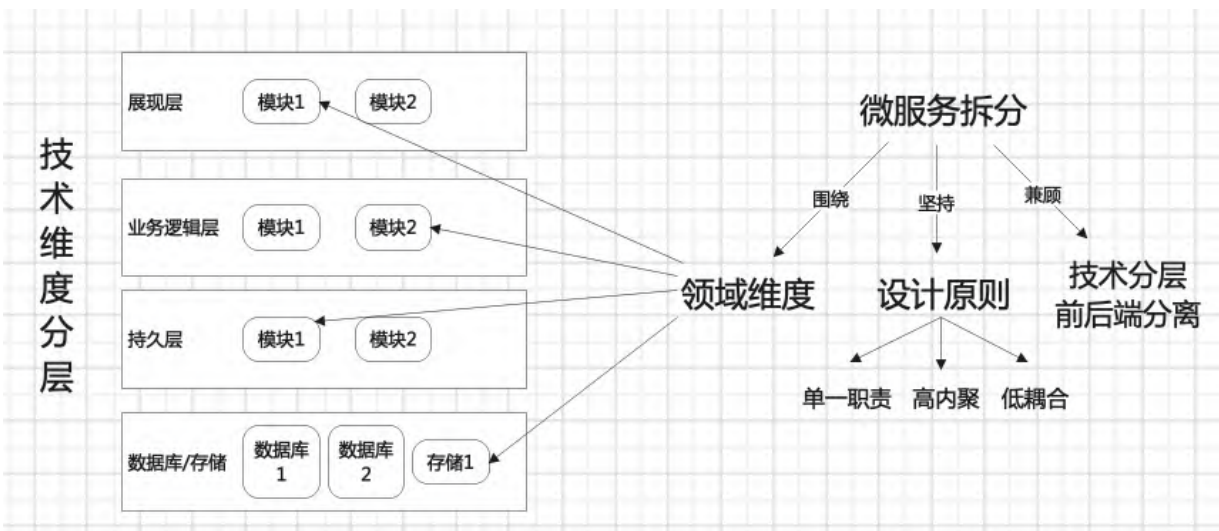 技术维度分层
展现层 模块1 模块2
业务逻辑层 模块1 模块2
持久层 模块1 模块2
数据库/存储 数据库 数据库 存储1
1 2
微服务拆分
围绕 坚持 兼顾
领域维度 设计原则 技术分层
前后端分离
单一职责 高内聚 低耦合